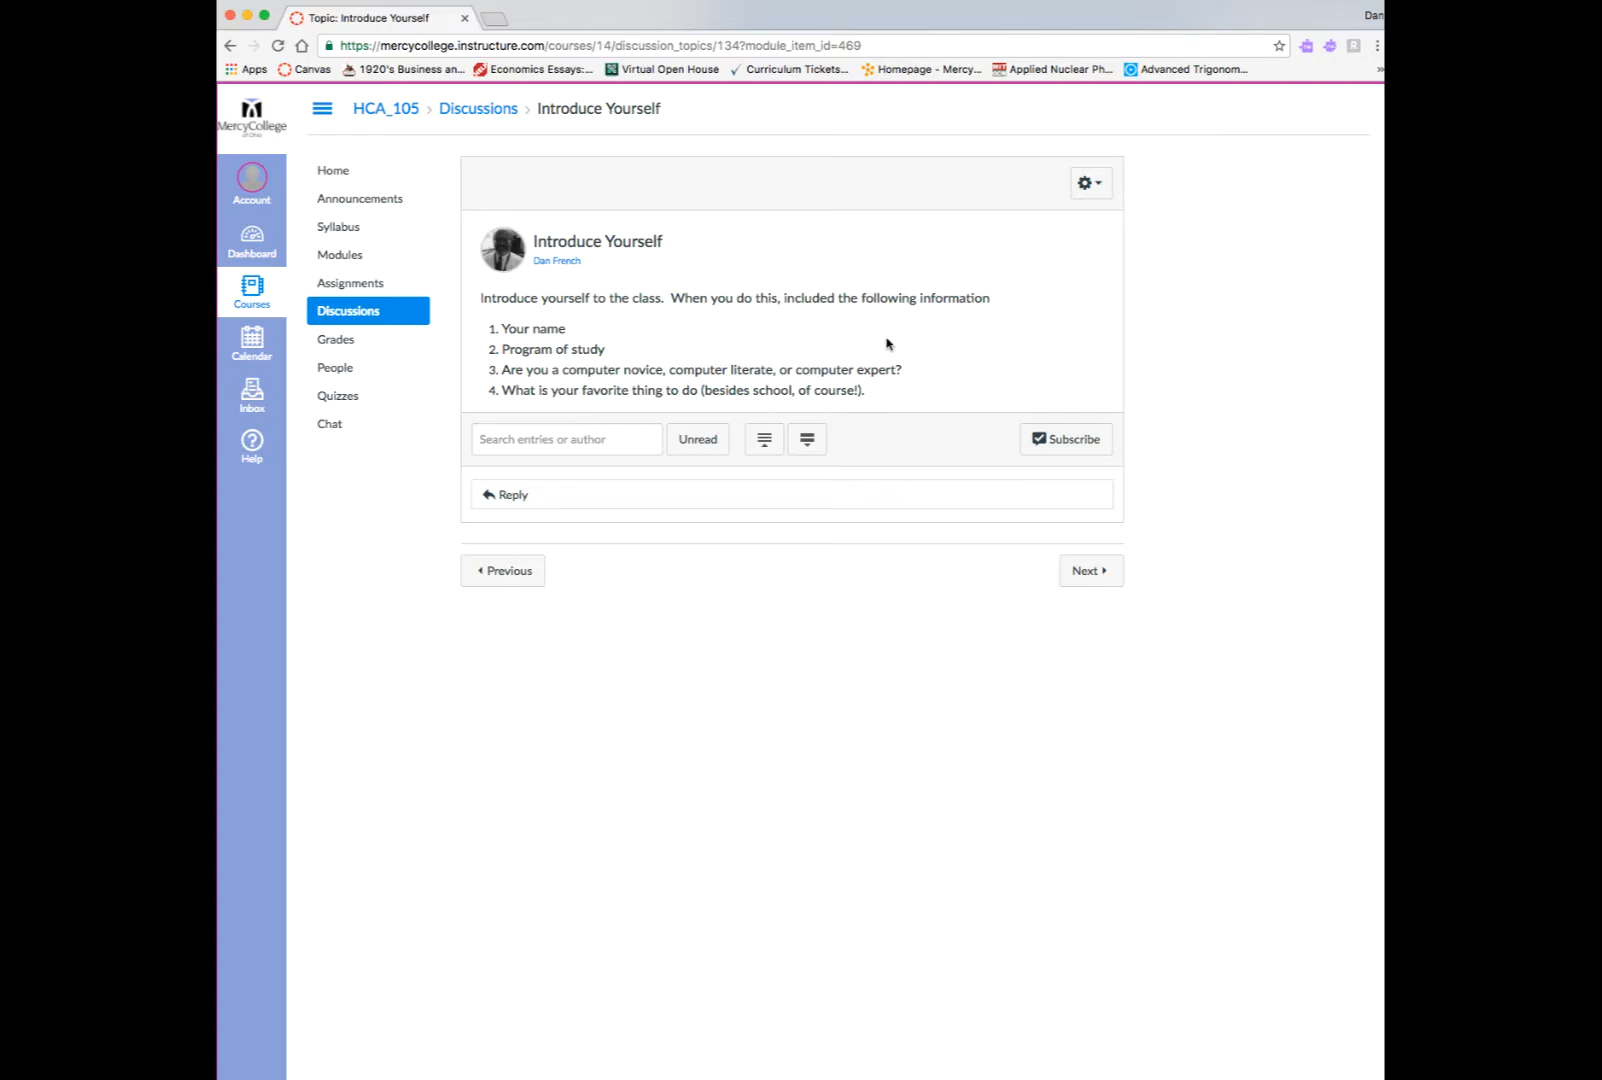 Topic: Introduce Yourself
Dan
https://mercycollege.instructure.com/courses/14/discussion_topics/134?module_item_id=469
R
Apps Canvas 1920's Business an... Economics Essays:... Virtual Open House Curriculum Tickets... Homepage - Mercy... Applied Nuclear Ph... Advanced Trigonom... »
MercyCollege
HCA_105 › Discussions › Introduce Yourself
Account
Dashboard
Courses
Calendar
Inbox
Help
Home
Announcements
Syllabus
Modules
Assignments
Discussions
Grades
People
Quizzes
Chat
Introduce Yourself
Dan French
Introduce yourself to the class. When you do this, included the following information
1. Your name
2. Program of study
3. Are you a computer novice, computer literate, or computer expert?
4. What is your favorite thing to do (besides school, of course!).
Search entries or author Unread Subscribe
Reply
Previous Next